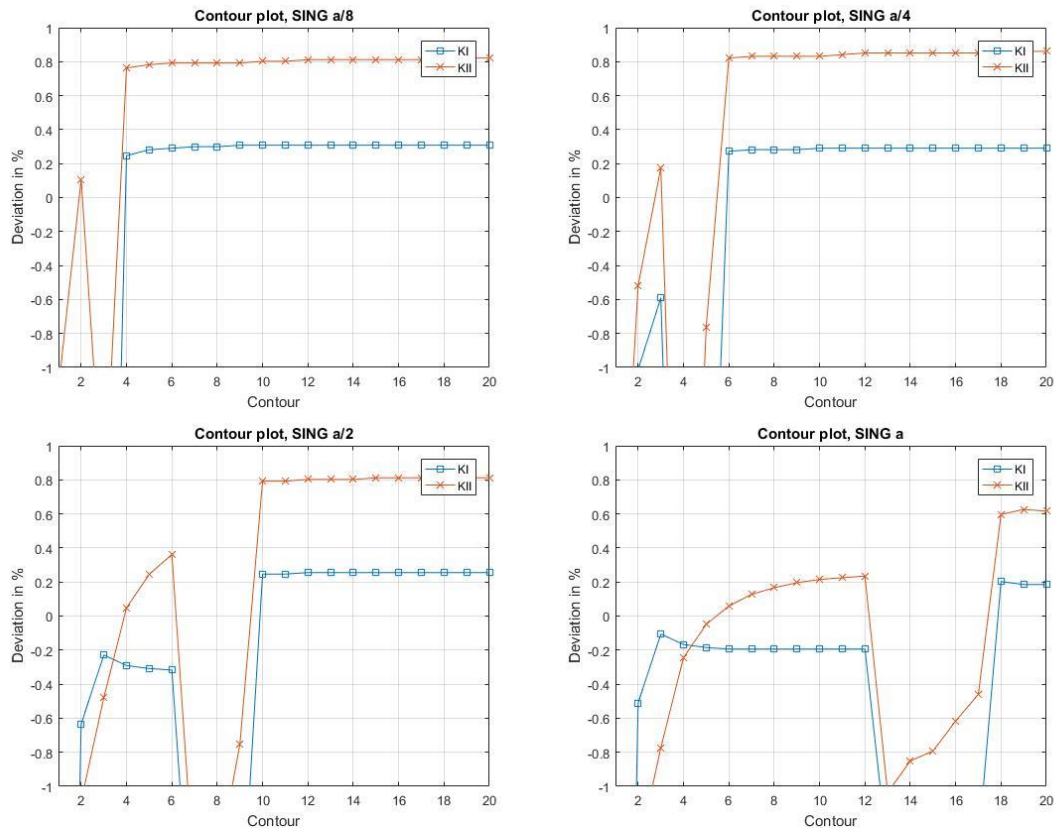 Contour plot, SING a/8
1
0.8
0.6
0.4
0.2
0
-0.2
-0.4
-0.6
-0.8
-1
Deviation in %
KI
KII
2 4 6 8 10 12 14 16 18 20
Contour
Contour plot, SING a/4
1
0.8
0.6
0.4
0.2
0
-0.2
-0.4
-0.6
-0.8
-1
Deviation in %
KI
KII
2 4 6 8 10 12 14 16 18 20
Contour
Contour plot, SING a/2
1
0.8
0.6
0.4
0.2
0
-0.2
-0.4
-0.6
-0.8
-1
Deviation in %
KI
KII
2 4 6 8 10 12 14 16 18 20
Contour
Contour plot, SING a
1
0.8
0.6
0.4
0.2
0
-0.2
-0.4
-0.6
-0.8
-1
Deviation in %
KI
KII
2 4 6 8 10 12 14 16 18 20
Contour